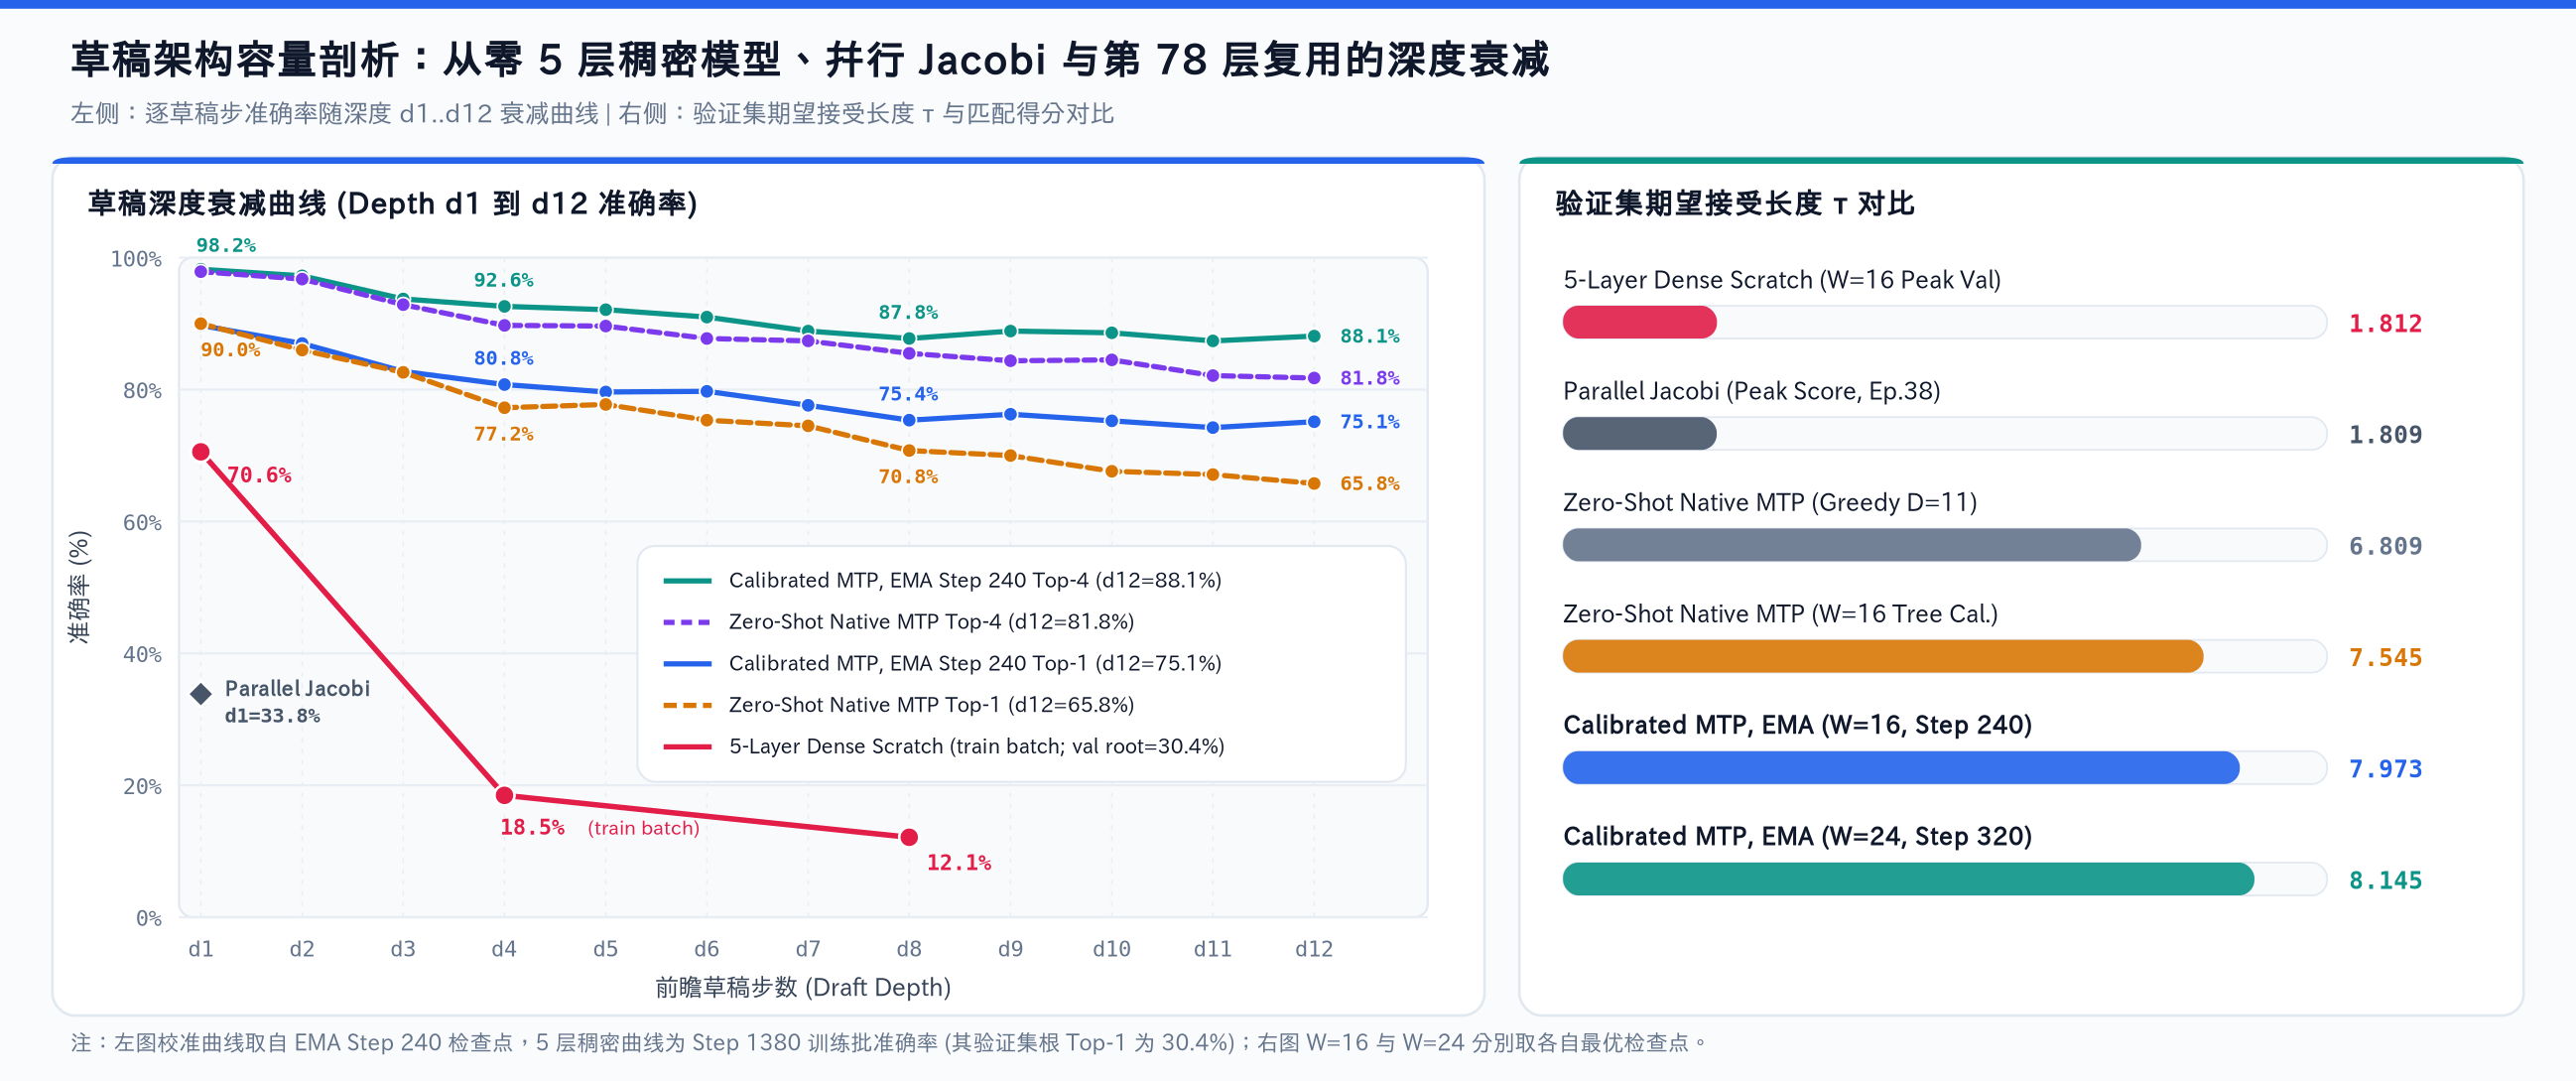 草稿架构容量剖析：从零 5 层稠密模型、并行 Jacobi 与第 78 层复用的深度衰减
左侧：逐草稿步准确率随深度 d1..d12 衰减曲线 | 右侧：验证集期望接受长度 τ 与匹配得分对比
草稿深度衰减曲线 (Depth d1 到 d12 准确率)
98.2%
100%
92.6%
87.8%
88.1%
90.0%
80.8%
81.8%
80%
75.4%
75.1%
77.2%
70.6%
70.8%
65.8%
60%
准确率 (%)
Calibrated MTP, EMA Step 240 Top-4 (d12=88.1%)
Zero-Shot Native MTP Top-4 (d12=81.8%)
Calibrated MTP, EMA Step 240 Top-1 (d12=75.1%)
Zero-Shot Native MTP Top-1 (d12=65.8%)
5-Layer Dense Scratch (train batch; val root=30.4%)
40%
Parallel Jacobi
d1=33.8%
20%
18.5% (train batch)
12.1%
0%
d1 d2 d3 d4 d5 d6 d7 d8 d9 d10 d11 d12
前瞻草稿步数 (Draft Depth)
验证集期望接受长度 τ 对比
5-Layer Dense Scratch (W=16 Peak Val)
1.812
Parallel Jacobi (Peak Score, Ep.38)
1.809
Zero-Shot Native MTP (Greedy D=11)
6.809
Zero-Shot Native MTP (W=16 Tree Cal.)
7.545
Calibrated MTP, EMA (W=16, Step 240)
7.973
Calibrated MTP, EMA (W=24, Step 320)
8.145
注：左图校准曲线取自 EMA Step 240 检查点，5 层稠密曲线为 Step 1380 训练批准确率 (其验证集根 Top-1 为 30.4%)；右图 W=16 与 W=24 分别取各自最优检查点。